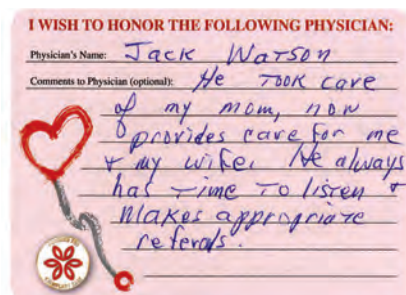 I WISH TO HONOR THE FOLLOWING PHYSICIAN:
Physician's Name: Jack Watson
Comments to Physician (optional): He took care
of my mom, now
provides care for me
+ my wife. He always
has time to listen +
makes appropriate
referals.